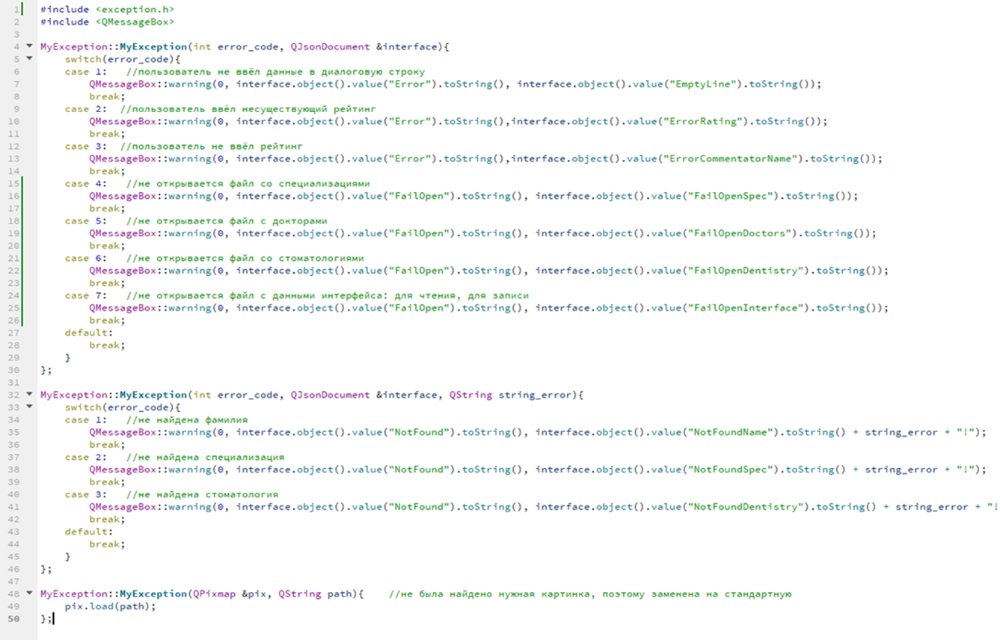 1 #include <exception.h>
2 #include <QMessageBox>
3
4 MyException::MyException(int error_code, QJsonDocument &interface){
5     switch(error_code){
6     case 1:   //пользователь не ввёл данные в диалоговую строку
7         QMessageBox::warning(0, interface.object().value("Error").toString(), interface.object().value("EmptyLine").toString());
8         break;
9     case 2:  //пользователь ввёл несуществующий рейтинг
10         QMessageBox::warning(0, interface.object().value("Error").toString(),interface.object().value("ErrorRating").toString());
11         break;
12     case 3:  //пользователь не ввёл рейтинг
13         QMessageBox::warning(0, interface.object().value("Error").toString(),interface.object().value("ErrorCommentatorName").toString());
14         break;
15     case 4:   //не открывается файл со специализациями
16         QMessageBox::warning(0, interface.object().value("FailOpen").toString(), interface.object().value("FailOpenSpec").toString());
17         break;
18     case 5:   //не открывается файл с докторами
19         QMessageBox::warning(0, interface.object().value("FailOpen").toString(), interface.object().value("FailOpenDoctors").toString());
20         break;
21     case 6:   //не открывается файл со стоматологиями
22         QMessageBox::warning(0, interface.object().value("FailOpen").toString(), interface.object().value("FailOpenDentistry").toString());
23         break;
24     case 7:   //не открывается файл с данными интерфейса: для чтения, для записи
25         QMessageBox::warning(0, interface.object().value("FailOpen").toString(), interface.object().value("FailOpenInterface").toString());
26         break;
27     default:
28         break;
29     }
30 };
31
32 MyException::MyException(int error_code, QJsonDocument &interface, QString string_error){
33     switch(error_code){
34     case 1:   //не найдена фамилия
35         QMessageBox::warning(0, interface.object().value("NotFound").toString(), interface.object().value("NotFoundName").toString() + string_error + "!");
36         break;
37     case 2:   //не найдена специализация
38         QMessageBox::warning(0, interface.object().value("NotFound").toString(), interface.object().value("NotFoundSpec").toString() + string_error + "!");
39         break;
40     case 3:   //не найдена стоматология
41         QMessageBox::warning(0, interface.object().value("NotFound").toString(), interface.object().value("NotFoundDentistry").toString() + string_error + "!
42         break;
43     default:
44         break;
45     }
46 };
47
48 MyException::MyException(QPixmap &pix, QString path){    //не была найдено нужная картинка, поэтому заменена на стандартную
49     pix.load(path);
50 };